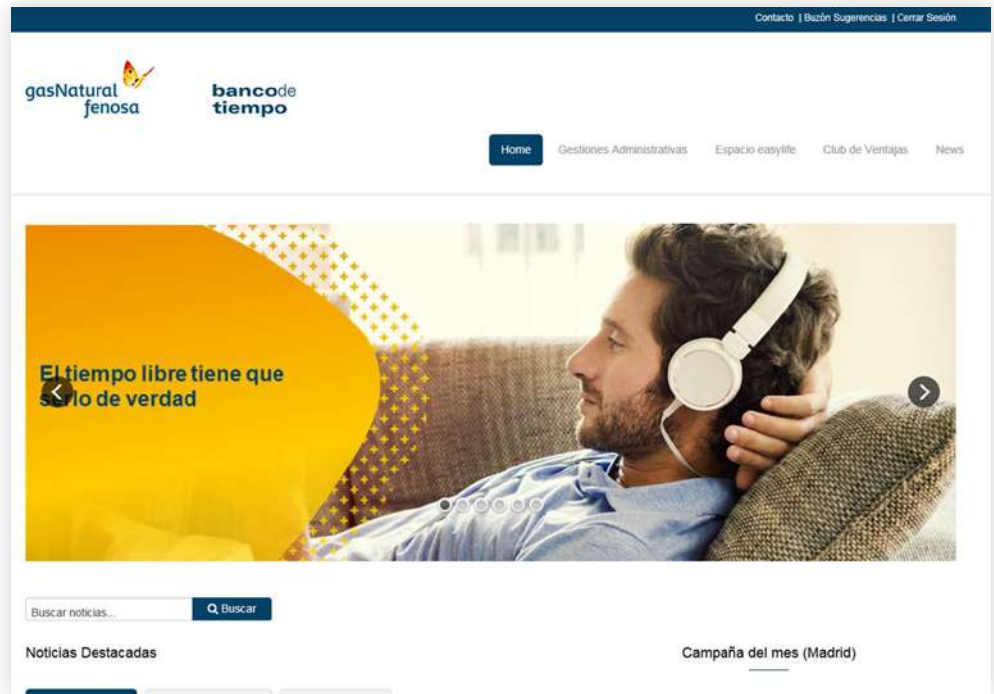 Contacto | Buzón Sugerencias | Cerrar Sesión
gasNatural
fenosa
bancode
tiempo
Home Gestiones Administrativas Espacio easylife Club de Ventajas News
El tiempo libre tiene que
serlo de verdad
Buscar noticias...
Buscar
Noticias Destacadas
Campaña del mes (Madrid)